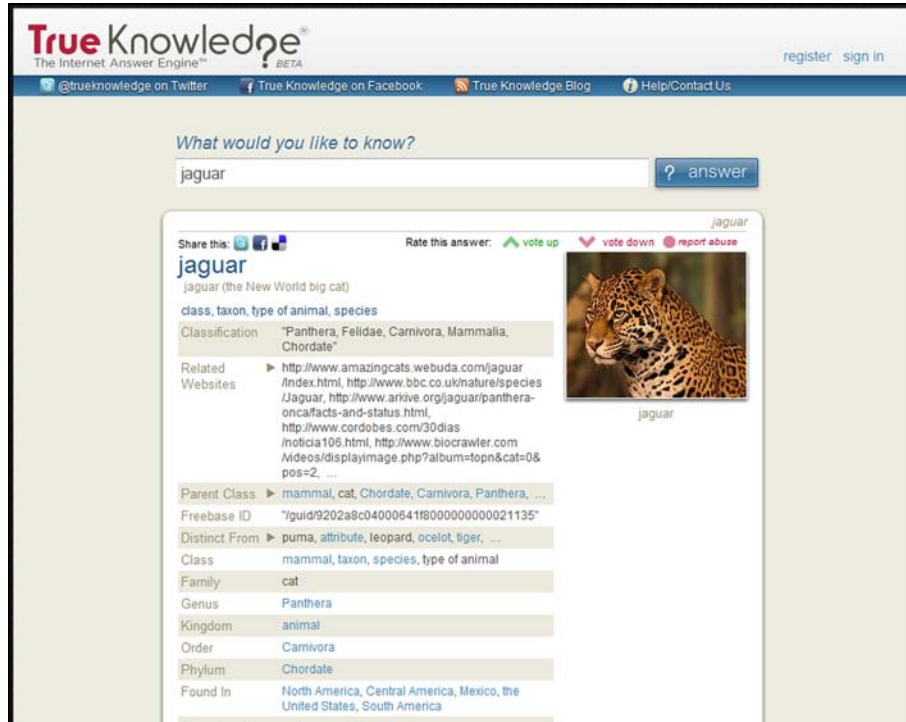 True Knowledge®
The Internet Answer Engine™ BETA
register sign in
@trueknowledge on Twitter True Knowledge on Facebook True Knowledge Blog Help/Contact Us
What would you like to know?
jaguar
? answer
jaguar
Share this: Rate this answer: vote up vote down report abuse
jaguar
jaguar (the New World big cat)
class, taxon, type of animal, species
Classification "Panthera, Felidae, Carnivora, Mammalia,
Chordate"
Related
Websites
http://www.amazingcats.webuda.com/jaguar
/Index.html, http://www.bbc.co.uk/nature/species
/Jaguar, http://www.arkive.org/jaguar/panthera-
onca/facts-and-status.html,
http://www.cordobes.com/30dias
/noticia106.html, http://www.biocrawler.com
/videos/displayimage.php?album=topn&cat=0&
pos=2, ...
jaguar
Parent Class mammal, cat, Chordate, Carnivora, Panthera, ...
Freebase ID "/guid/9202a8c04000641f8000000000021135"
Distinct From puma, attribute, leopard, ocelot, tiger, ...
Class mammal, taxon, species, type of animal
Family cat
Genus Panthera
Kingdom animal
Order Carnivora
Phylum Chordate
Found In North America, Central America, Mexico, the
United States, South America